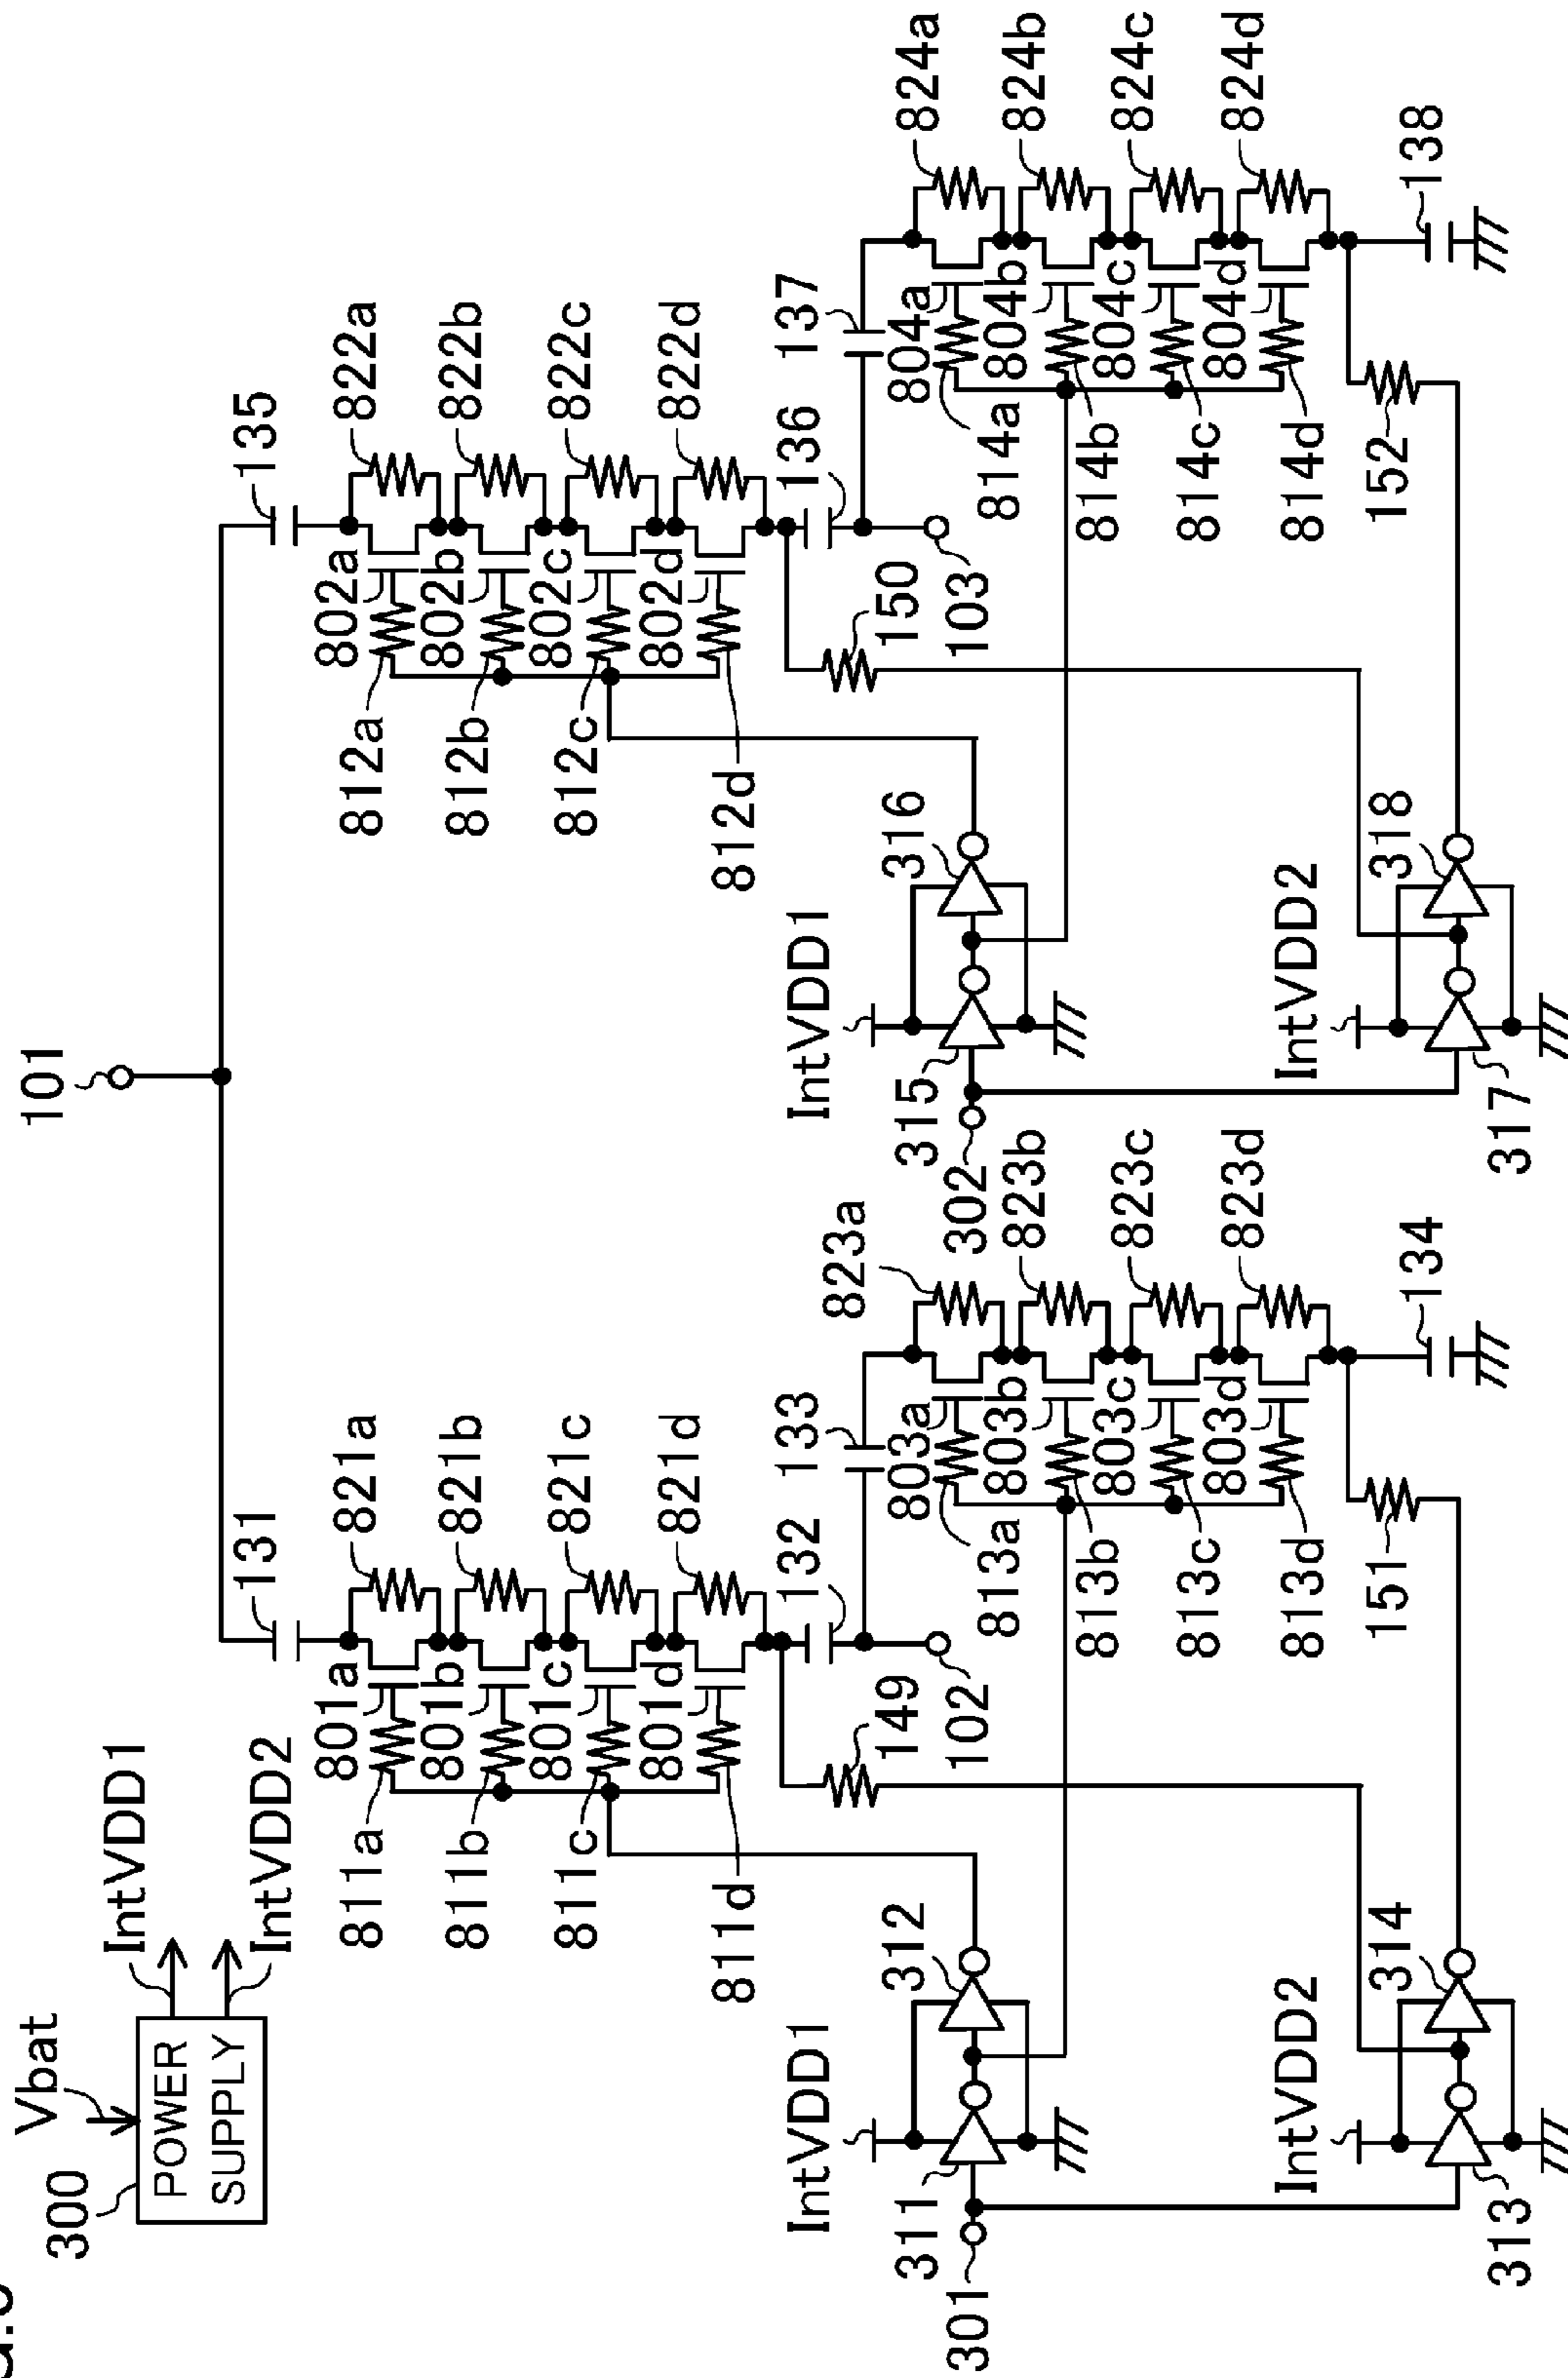 Vbat
300
POWER
SUPPLY
IntVDD1
IntVDD2
101
131
801a
821a
811a
801b
821b
811b
801c
821c
811c
801d
821d
811d
132
149
102
133
803a
823a
813a
803b
823b
813b
803c
823c
813c
803d
823d
813d
134
151
IntVDD1
311
312
301
IntVDD2
313
314
135
802a
822a
812a
802b
822b
812b
802c
822c
812c
802d
822d
812d
136
150
103
137
804a
824a
814a
804b
824b
814b
804c
824c
814c
804d
824d
814d
138
152
IntVDD1
315
316
302
IntVDD2
317
318